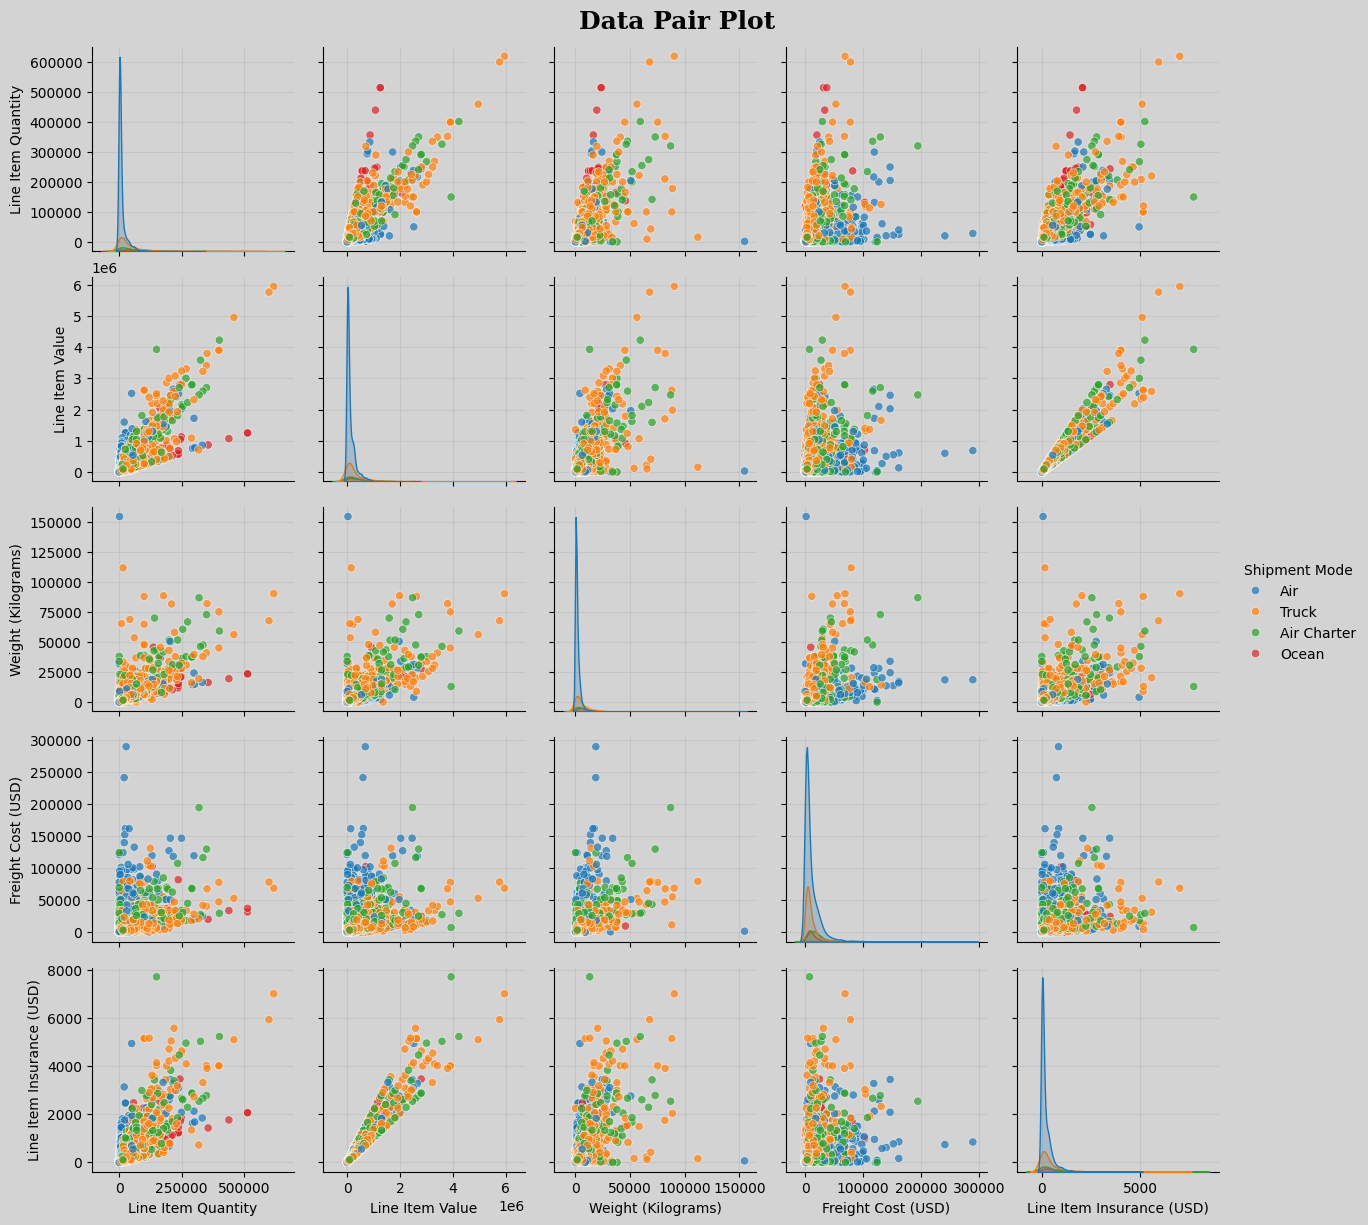 Data Pair Plot
600000
500000
400000
300000
200000
100000
0
Line Item Quantity
1e6
6
5
4
3
2
1
0
Line Item Value
150000
125000
100000
75000
50000
25000
0
Weight (Kilograms)
Shipment Mode
Air
Truck
Air Charter
Ocean
300000
250000
200000
150000
100000
50000
0
Freight Cost (USD)
8000
6000
4000
2000
0
Line Item Insurance (USD)
0 250000 500000
Line Item Quantity
0 2 4 6
1e6
Line Item Value
0 50000 100000 150000
Weight (Kilograms)
0 100000 200000 300000
Freight Cost (USD)
0 5000
Line Item Insurance (USD)